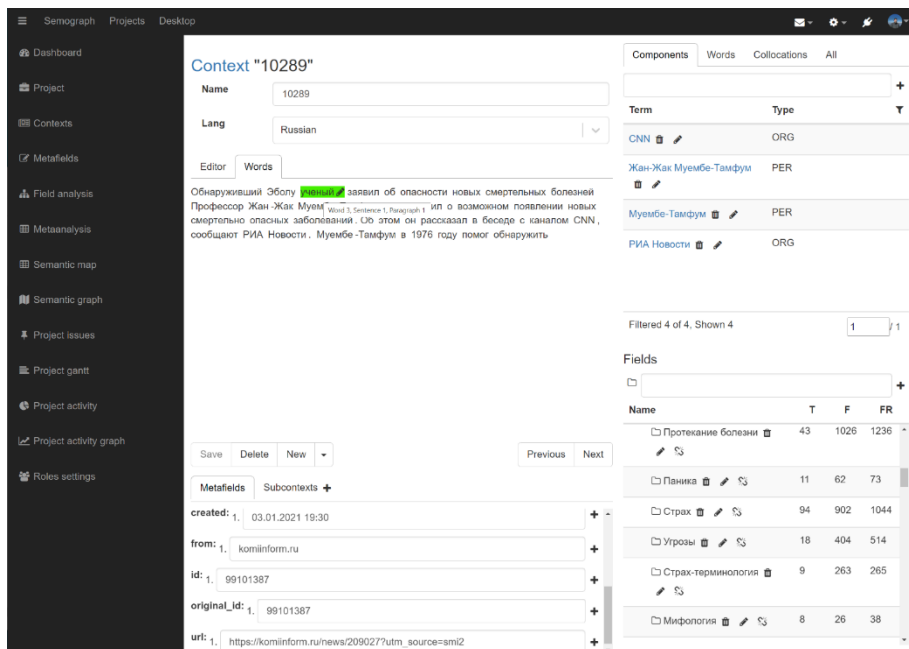 Semograph Projects Desktop
Dashboard
Project
Contexts
Metafields
Field analysis
Metaanalysis
Semantic map
Semantic graph
Project issues
Project gantt
Project activity
Project activity graph
Roles settings
Context "10289"
Name
10289
Lang
Russian
Editor Words
Обнаруживший Эболу ученый заявил об опасности новых смертельных болезней
Профессор Жан-Жак Муем ил о возможном появлении новых
Word 3, Sentence 1, Paragraph 1
смертельно опасных заболеваний. Об этом он рассказал в беседе с каналом CNN,
сообщают РИА Новости. Муембе-Тамфум в 1976 году помог обнаружить
Save Delete New Previous Next
Metafields Subcontexts +
created: 1. 03.01.2021 19:30 +
from: 1. komiinform.ru +
id: 1. 99101387 +
original_id: 1. 99101387 +
url: 1. https://komiinform.ru/news/209027?utm_source=smi2 +
Components Words Collocations All
+
Term Type
CNN ORG
Жан-Жак Муембе-Тамфум PER
Муембе-Тамфум PER
РИА Новости ORG
Filtered 4 of 4, Shown 4 1 / 1
Fields
+
Name T F FR
Протекание болезни 43 1026 1236
Паника 11 62 73
Страх 94 902 1044
Угрозы 18 404 514
Страх-терминология 9 263 265
Мифология 8 26 38